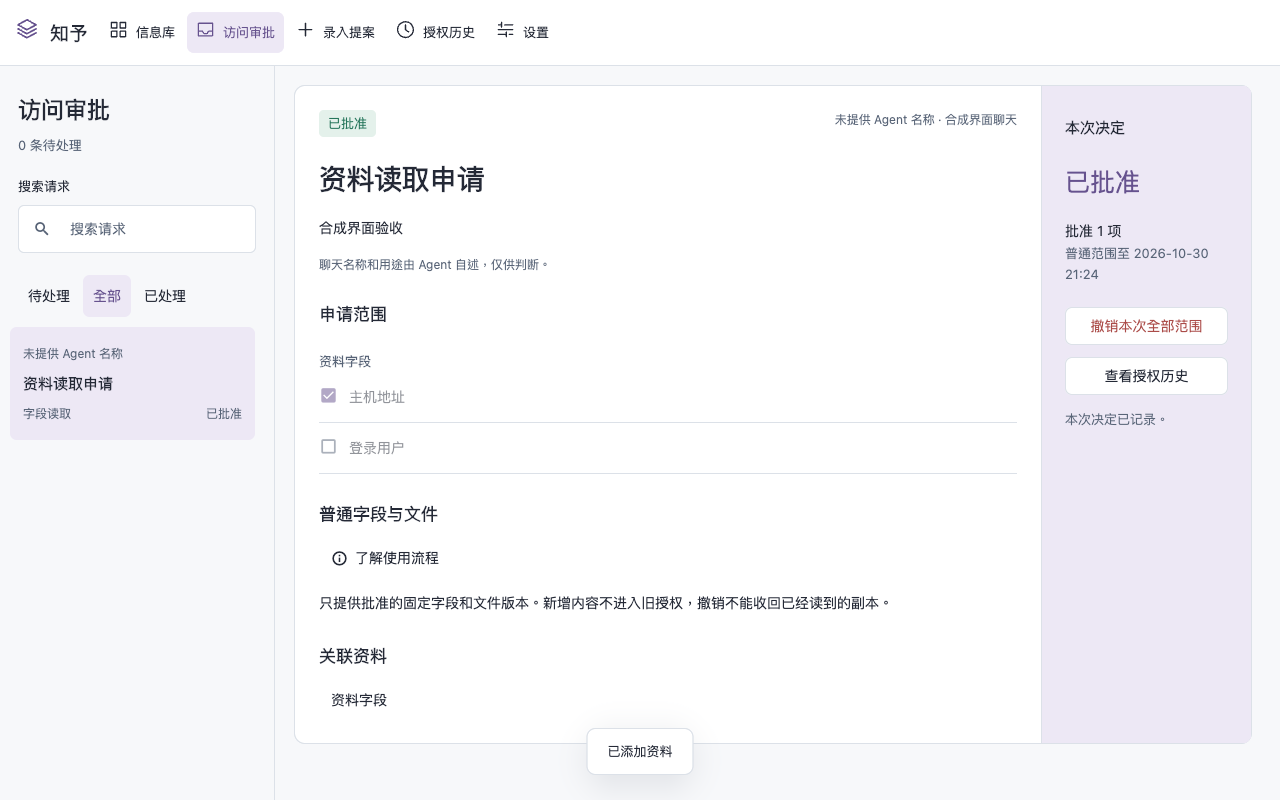 知予
信息库
访问审批
录入提案
授权历史
设置
访问审批
0 条待处理
搜索请求
搜索请求
待处理
全部
已处理
未提供 Agent 名称
资料读取申请
字段读取
已批准
已批准
未提供 Agent 名称 · 合成界面聊天
资料读取申请
合成界面验收
聊天名称和用途由 Agent 自述，仅供判断。
申请范围
资料字段
主机地址
登录用户
普通字段与文件
了解使用流程
只提供批准的固定字段和文件版本。新增内容不进入旧授权，撤销不能收回已经读到的副本。
关联资料
资料字段
本次决定
已批准
批准 1 项
普通范围至 2026-10-30
21:24
撤销本次全部范围
查看授权历史
本次决定已记录。
已添加资料